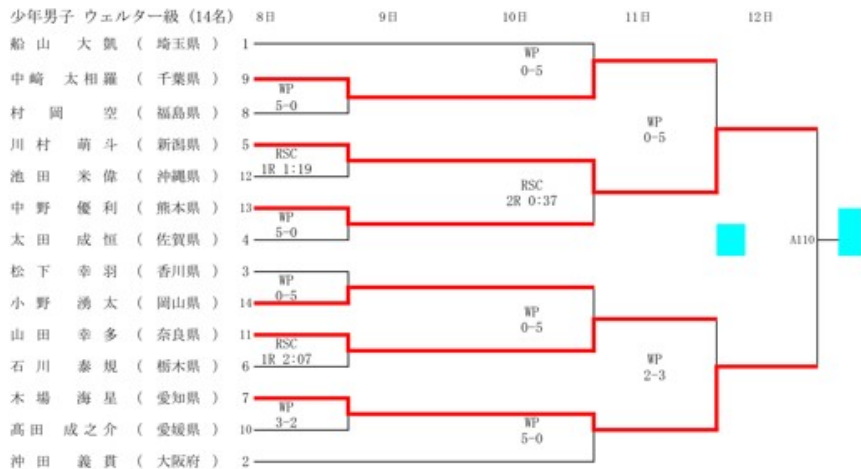 少年男子 ウェルター級 (14名) 8日 9日 10日 11日 12日
船山 大凱 ( 埼玉県 ) 1
WP
0-5
中﨑 太相羅 ( 千葉県 ) 9
WP
5-0
村岡 空 ( 福島県 ) 8
WP
0-5
川村 萌斗 ( 新潟県 ) 5
RSC
1R 1:19
池田 来偉 ( 沖縄県 ) 12
RSC
2R 0:37
中野 優利 ( 熊本県 ) 13
WP
5-0
太田 成恒 ( 佐賀県 ) 4
A110
松下 幸羽 ( 香川県 ) 3
WP
0-5
小野 湧太 ( 岡山県 ) 14
WP
0-5
山田 幸多 ( 奈良県 ) 11
RSC
1R 2:07
石川 泰規 ( 栃木県 ) 6
WP
2-3
木場 海星 ( 愛知県 ) 7
WP
3-2
髙田 成之介 ( 愛媛県 ) 10
WP
5-0
沖田 義貫 ( 大阪府 ) 2